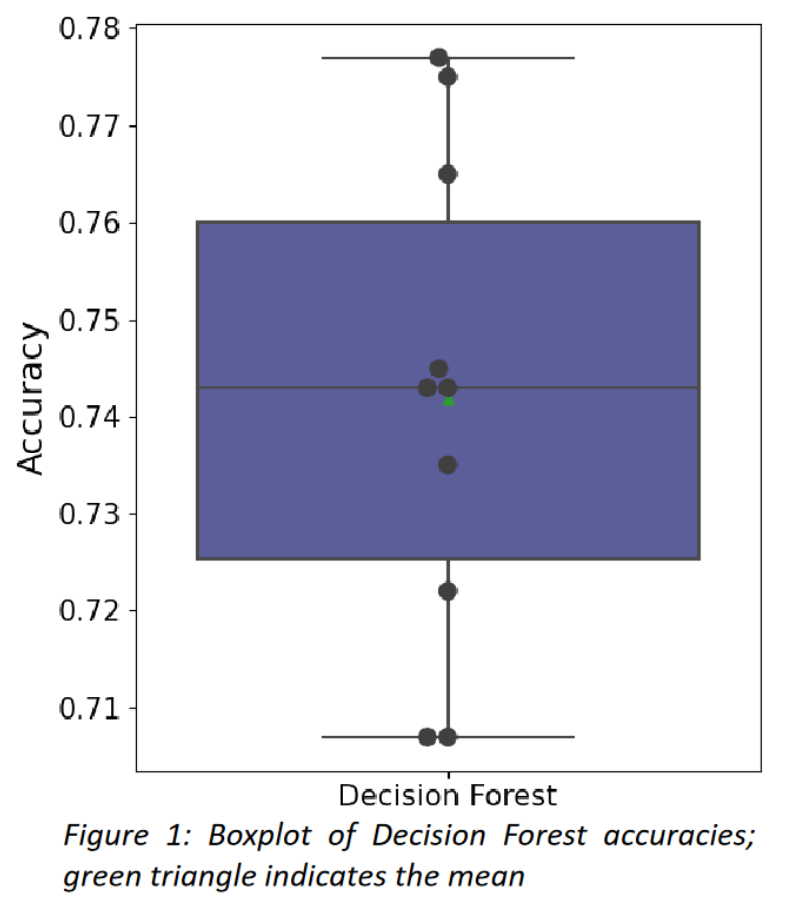 0.78
0.77
0.76
0.75
0.74
0.73
0.72
0.71
Accuracy
Decision Forest
Figure 1: Boxplot of Decision Forest accuracies;
green triangle indicates the mean